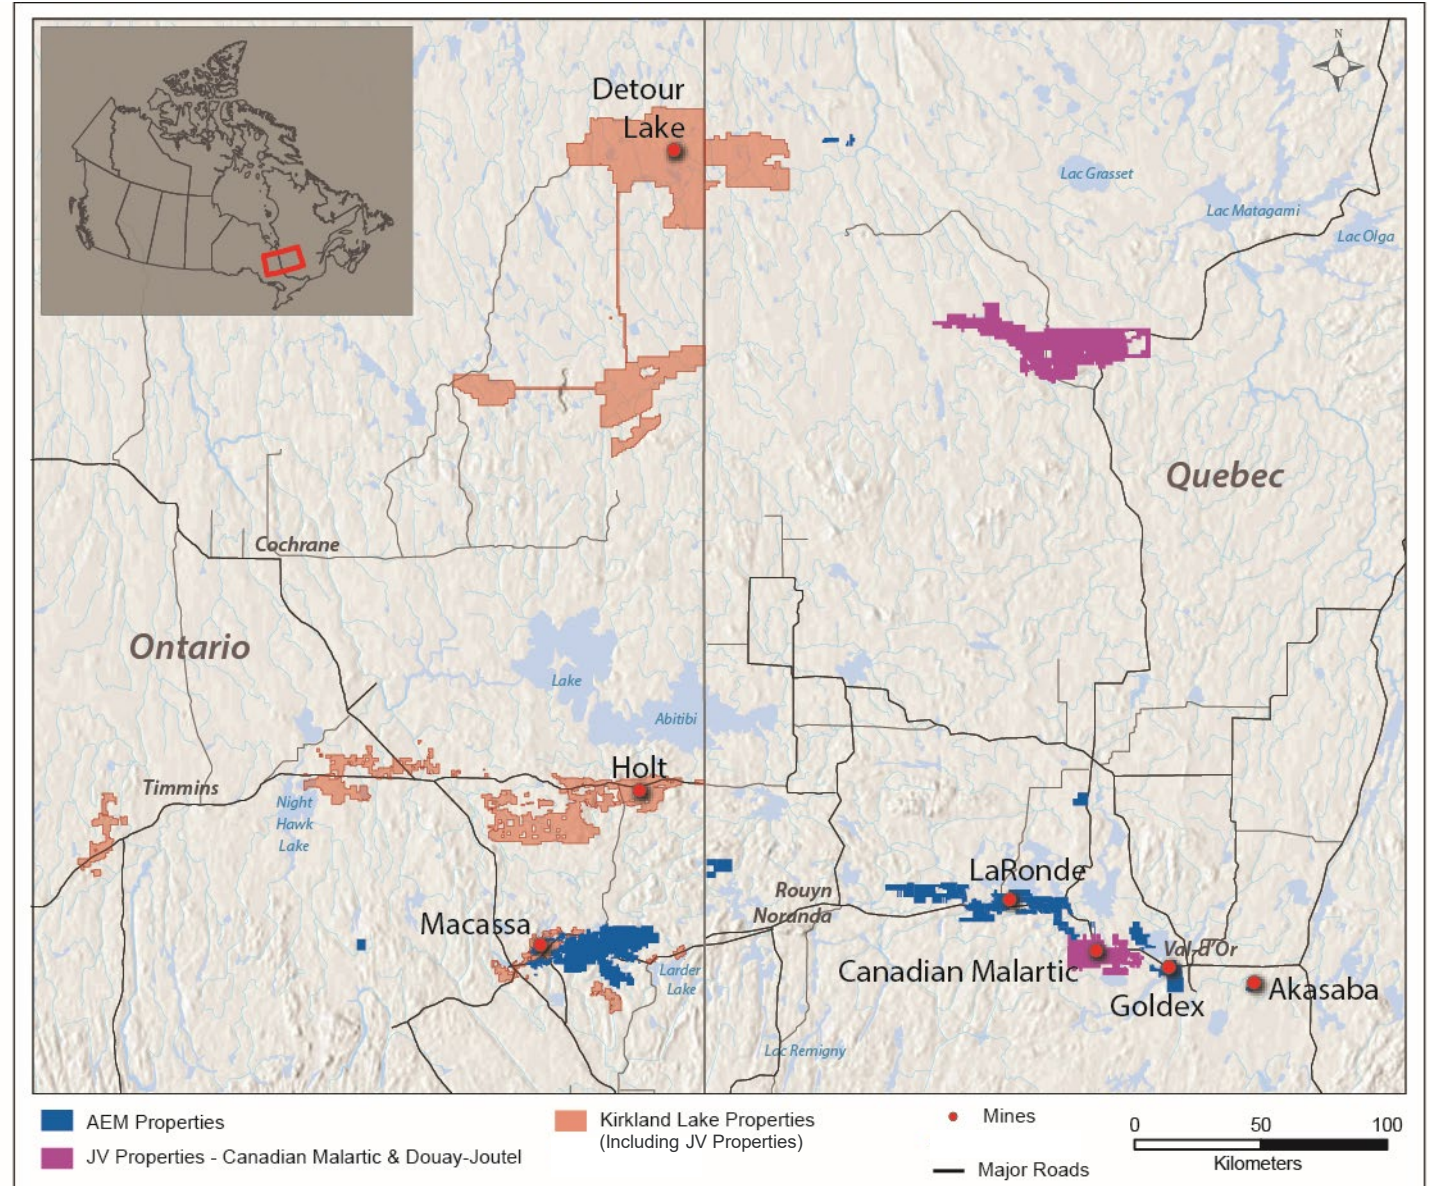 N
Detour
Lake
Lac Grasset
Lac Matagami
Lac Olga
Quebec
Cochrane
Ontario
Lake
Abitibi
Holt
Timmins
Night
Hawk
Lake
LaRonde
Rouyn
Noranda
Macassa
Val-d'Or
Canadian Malartic
Larder
Lake
Goldex
Akasaba
Lac Remigny
AEM Properties
JV Properties - Canadian Malartic & Douay-Joutel
Kirkland Lake Properties
(Including JV Properties)
Mines
Major Roads
0 50 100
Kilometers